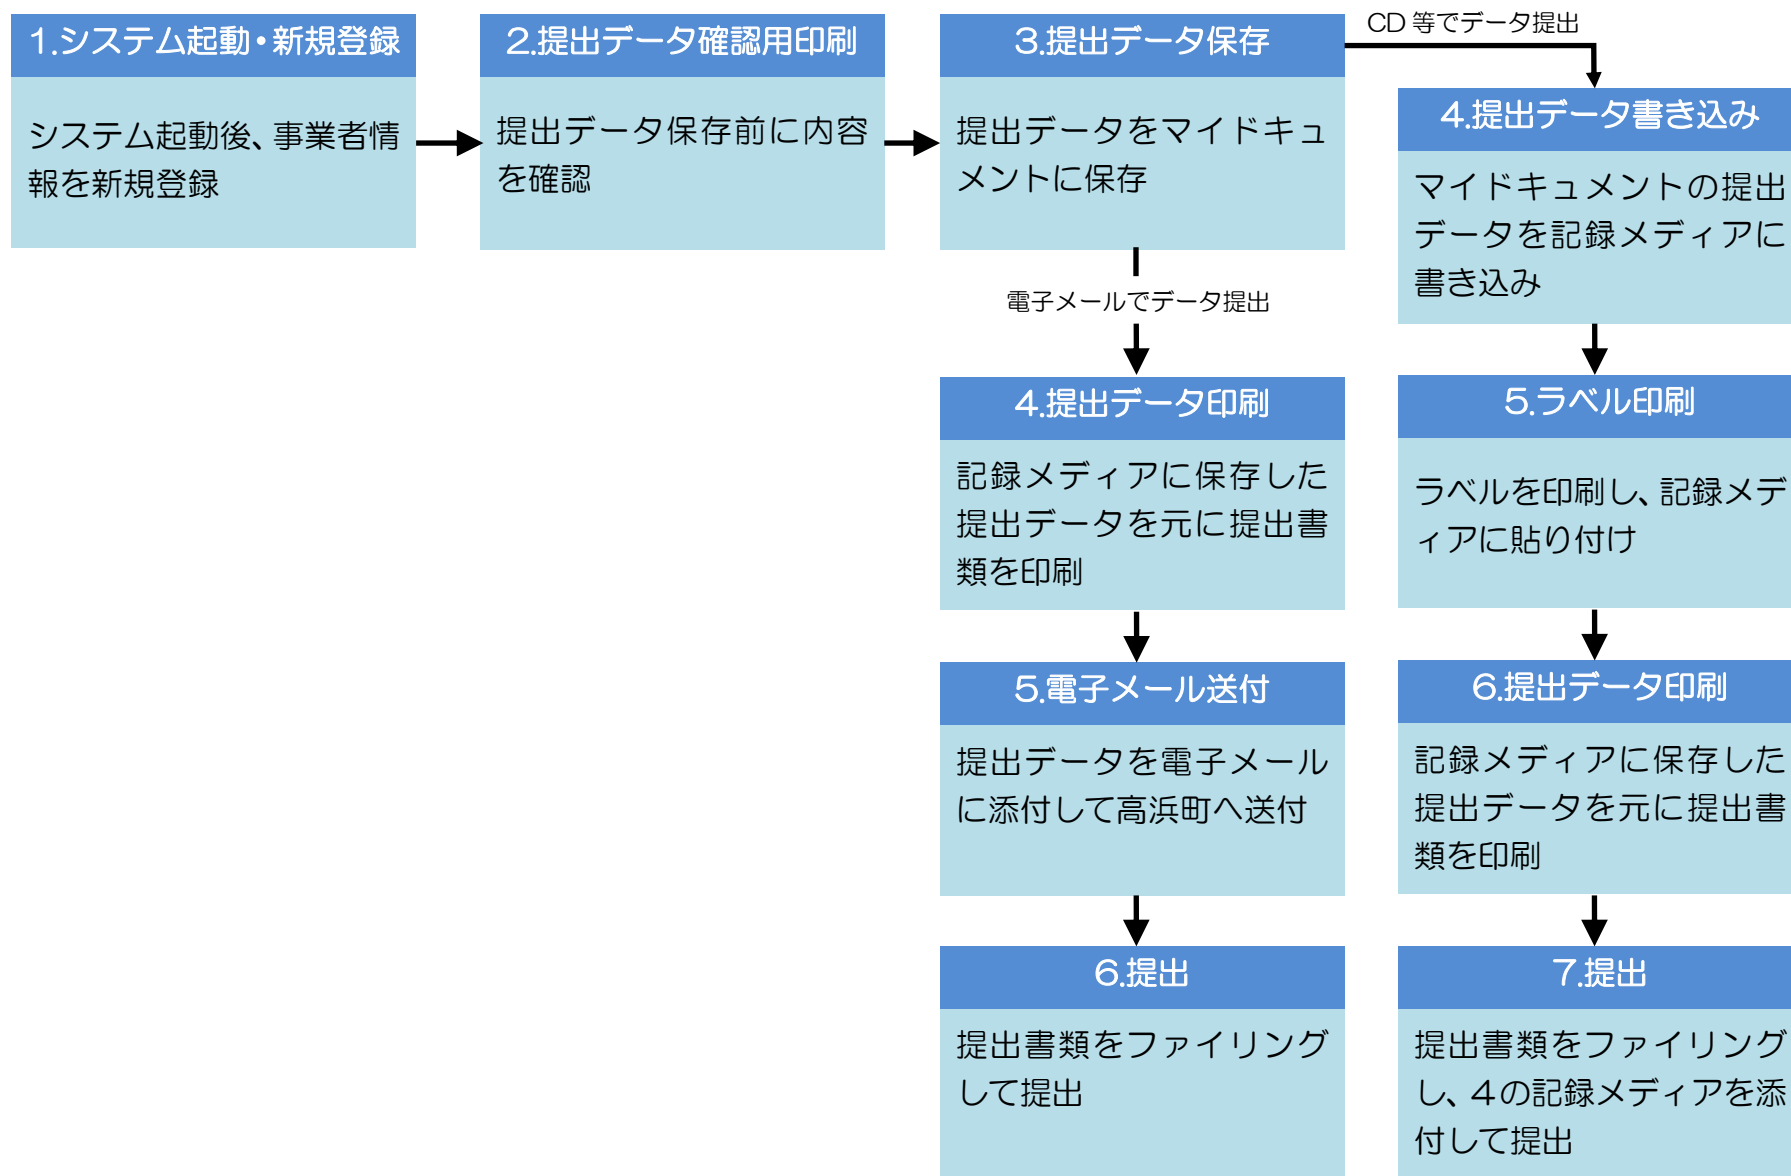 1.システム起動・新規登録
システム起動後、事業者情
報を新規登録
2.提出データ確認用印刷
提出データ保存前に内容
を確認
3.提出データ保存
提出データをマイドキュ
メントに保存
電子メールでデータ提出
4.提出データ印刷
記録メディアに保存した
提出データを元に提出書
類を印刷
5.電子メール送付
提出データを電子メール
に添付して高浜町へ送付
6.提出
提出書類をファイリング
して提出
CD 等でデータ提出
4.提出データ書き込み
マイドキュメントの提出
データを記録メディアに
書き込み
5.ラベル印刷
ラベルを印刷し、記録メデ
ィアに貼り付け
6.提出データ印刷
記録メディアに保存した
提出データを元に提出書
類を印刷
7.提出
提出書類をファイリング
し、4の記録メディアを添
付して提出